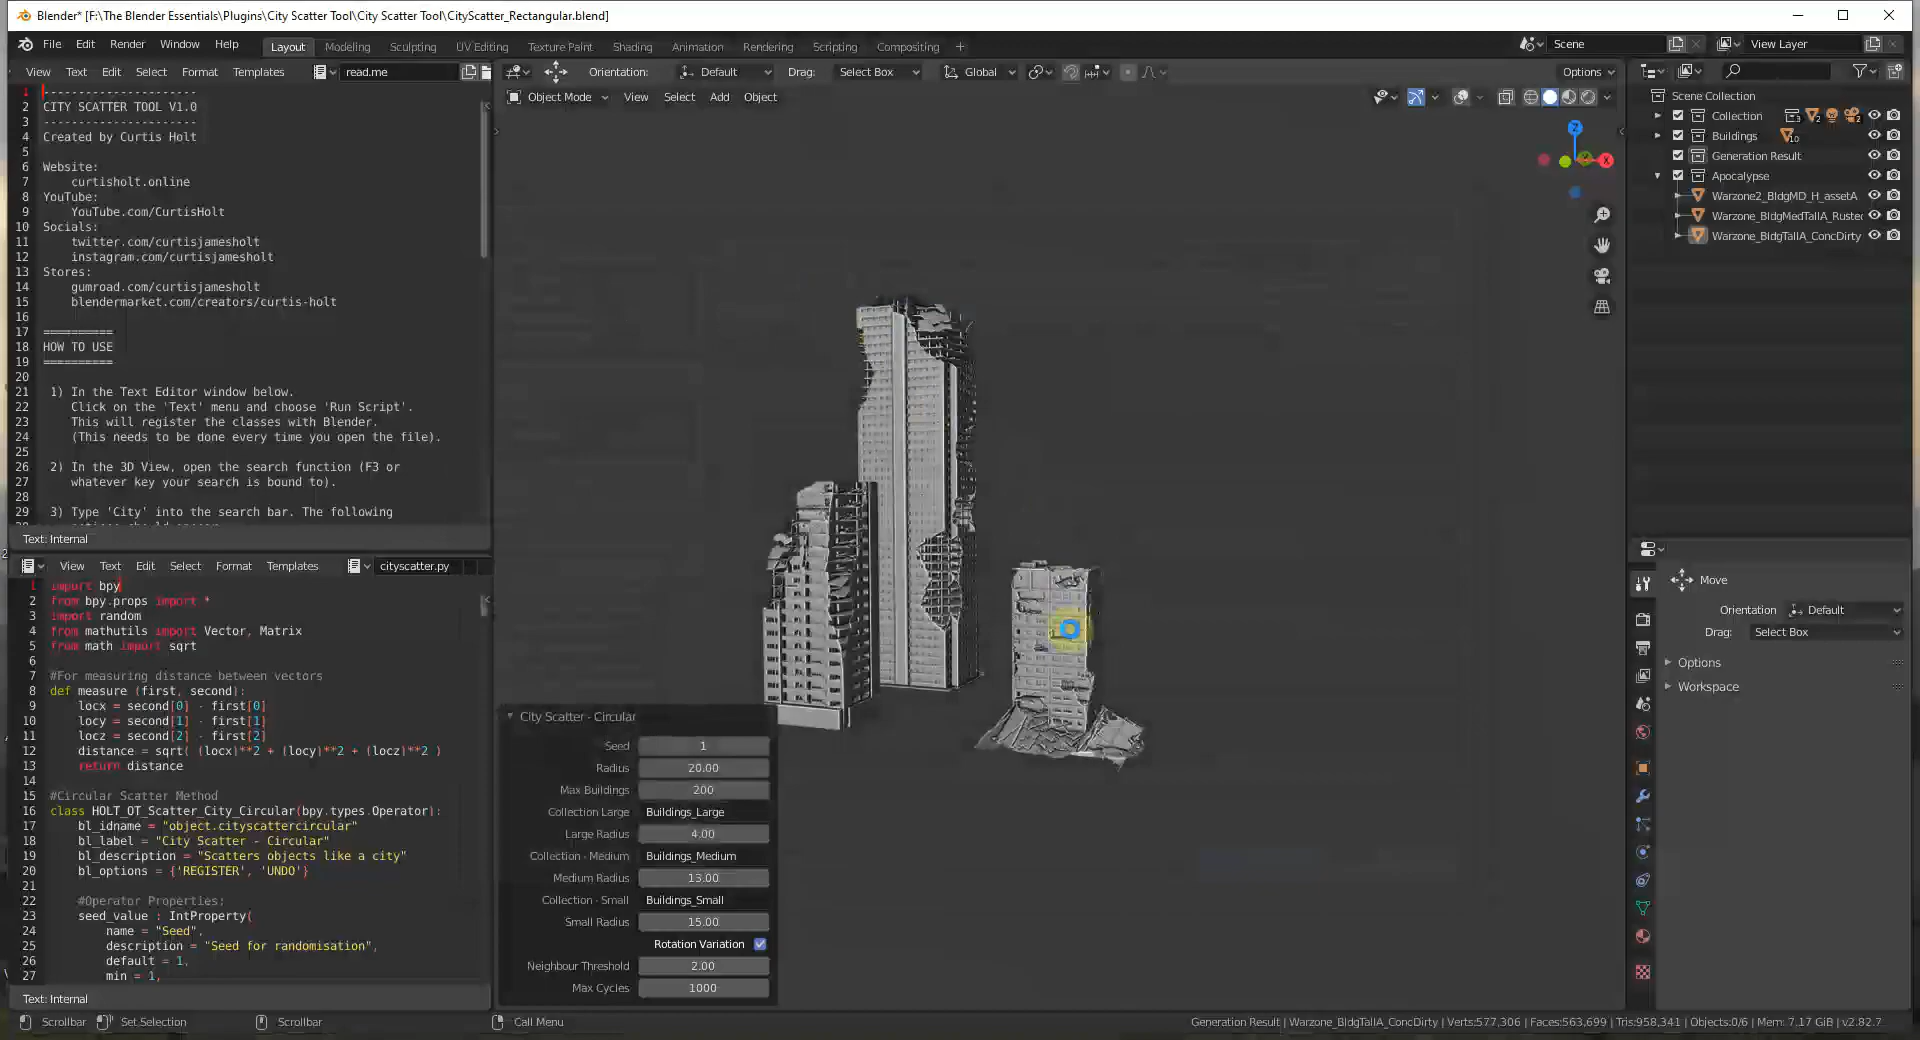 Blender* [F:\The Blender Essentials\Plugins\City Scatter Tool\City Scatter Tool\CityScatter_Rectangular.blend]
File Edit Render Window Help Layout Modeling Sculpting UV Editing Texture Paint Shading Animation Rendering Scripting Compositing + Scene View Layer
View Text Edit Select Format Templates read.me
Orientation: Default Drag: Select Box Global Options
Object Mode View Select Add Object
1 ----------------------
2 CITY SCATTER TOOL V1.0
3 ----------------------
4 Created by Curtis Holt
5
6 Website:
7 curtisholt.online
8 YouTube:
9 YouTube.com/CurtisHolt
10 Socials:
11 twitter.com/curtisjamesholt
12 instagram.com/curtisjamesholt
13 Stores:
14 gumroad.com/curtisjamesholt
15 blendermarket.com/creators/curtis-holt
16
17 ==========
18 HOW TO USE
19 ==========
20
21 1) In the Text Editor window below.
22 Click on the 'Text' menu and choose 'Run Script'.
23 This will register the classes with Blender.
24 (This needs to be done every time you open the file).
25
26 2) In the 3D View, open the search function (F3 or
27 whatever key your search is bound to).
28
29 3) Type 'City' into the search bar. The following
Text: Internal
View Text Edit Select Format Templates cityscatter.py
1 import bpy
2 from bpy.props import *
3 import random
4 from mathutils import Vector, Matrix
5 from math import sqrt
6
7 #For measuring distance between vectors
8 def measure (first, second):
9 locx = second[0] - first[0]
10 locy = second[1] - first[1]
11 locz = second[2] - first[2]
12 distance = sqrt( (locx)**2 + (locy)**2 + (locz)**2 )
13 return distance
14
15 #Circular Scatter Method
16 class HOLT_OT_Scatter_City_Circular(bpy.types.Operator):
17 bl_idname = "object.cityscattercircular"
18 bl_label = "City Scatter - Circular"
19 bl_description = "Scatters objects like a city"
20 bl_options = {'REGISTER', 'UNDO'}
21
22 #Operator Properties:
23 seed_value : IntProperty(
24 name = "Seed",
25 description = "Seed for randomisation",
26 default = 1,
27 min = 1,
Text: Internal
City Scatter - Circular
Seed 1
Radius 20.00
Max Buildings 200
Collection Large Buildings_Large
Large Radius 4.00
Collection - Medium Buildings_Medium
Medium Radius 13.00
Collection - Small Buildings_Small
Small Radius 15.00
Rotation Variation
Neighbour Threshold 2.00
Max Cycles 1000
Z
X
Scene Collection
Collection 3 2 2
Buildings 10
Generation Result
Apocalypse
Warzone2_BldgMD_H_assetA
Warzone_BldgMedTallA_Ruste
Warzone_BldgTallA_ConcDirty
Move
Orientation Default
Drag: Select Box
Options
Workspace
Scrollbar Set Selection Scrollbar Call Menu
Generation Result | Warzone_BldgTallA_ConcDirty | Verts:577,306 | Faces:563,699 | Tris:958,341 | Objects:0/6 | Mem: 7.17 GiB | v2.82.7